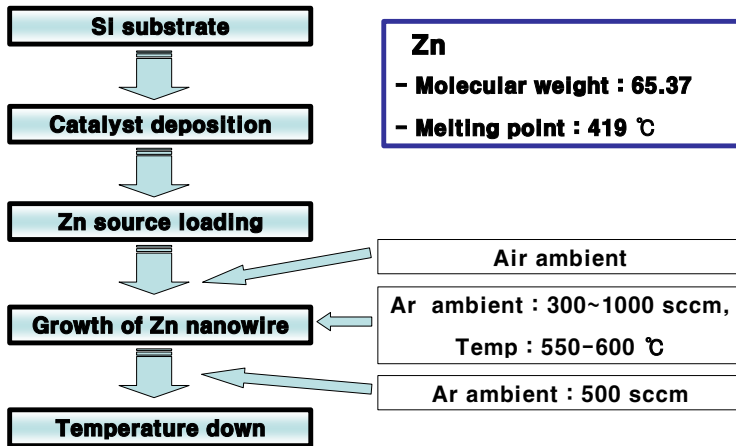 Si substrate
Catalyst deposition
Zn source loading
Growth of Zn nanowire
Temperature down
Zn
- Molecular weight : 65.37
- Melting point : 419 ℃
Air ambient
Ar ambient : 300~1000 sccm,
Temp : 550-600 ℃
Ar ambient : 500 sccm